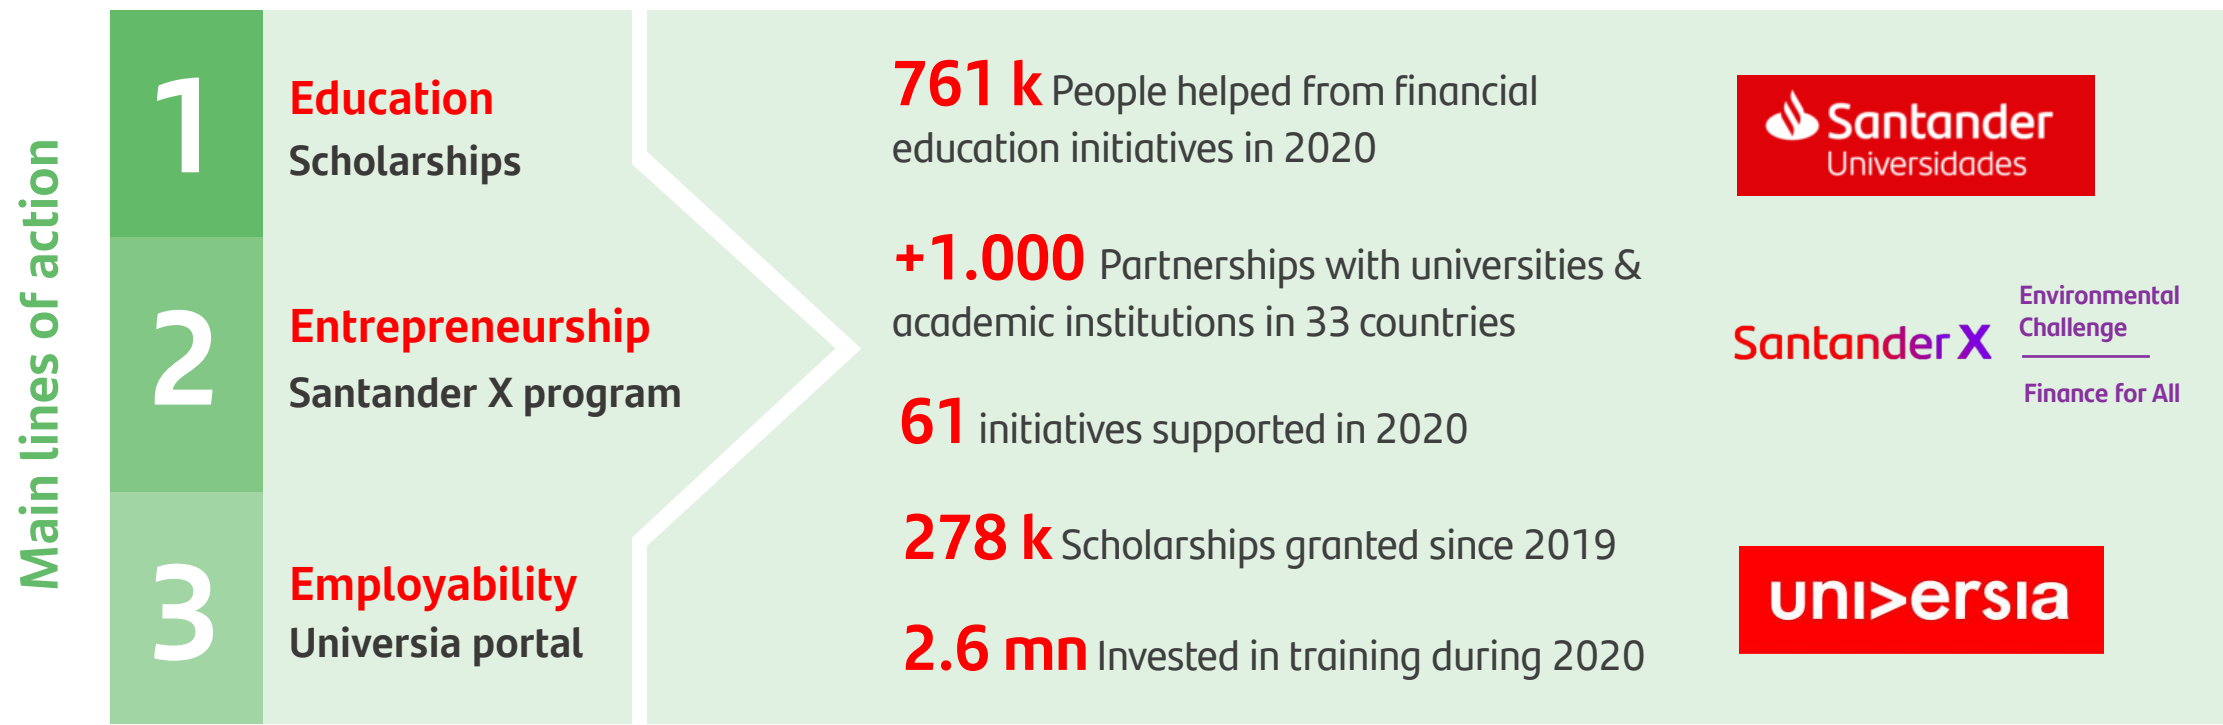 Main lines of action
1
Education
Scholarships
2
Entrepreneurship
Santander X program
3
Employability
Universia portal
761 k People helped from financial
education initiatives in 2020
+1.000 Partnerships with universities &
academic institutions in 33 countries
61 initiatives supported in 2020
278 k Scholarships granted since 2019
2.6 mn Invested in training during 2020
Santander
Universidades
Santander X
Environmental
Challenge
Finance for All
uni>ersia